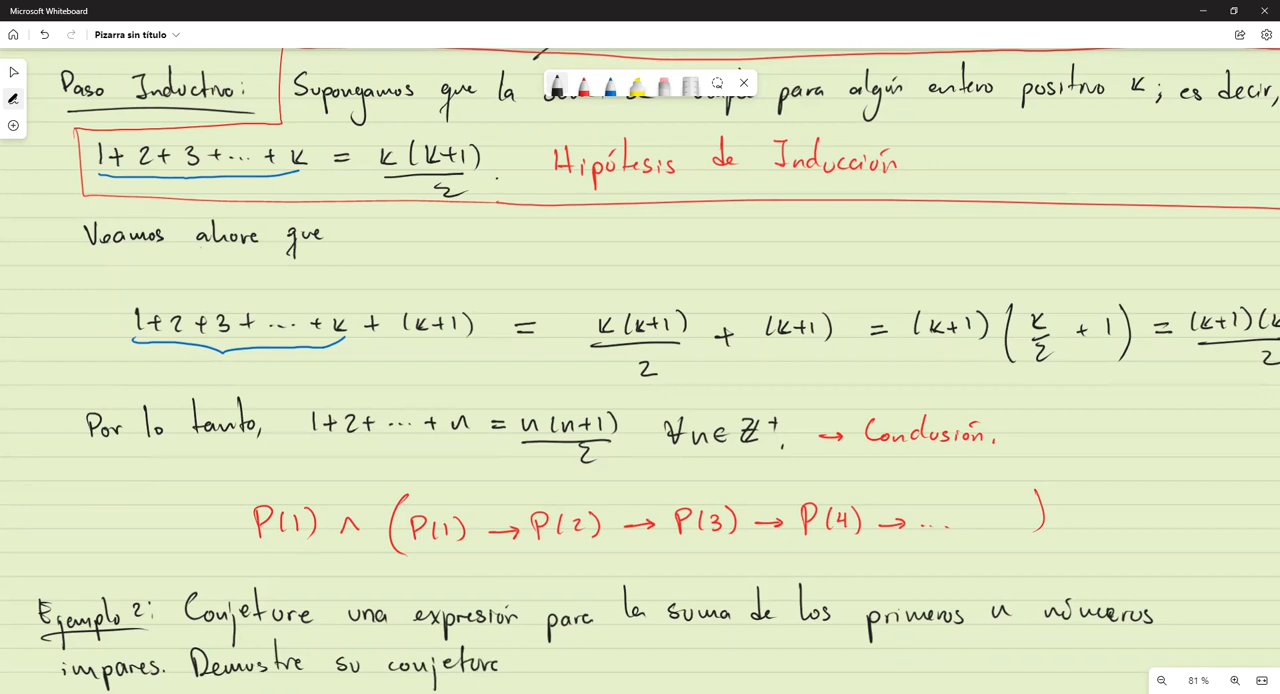 Microsoft Whiteboard
Pizarra sin título
Paso Inductivo: Supongamos que la para algún entero positivo k; es decir,
1+2+3+...+k = k(k+1)/2. Hipótesis de Inducción
Veamos ahora que
1+2+3+...+k+(k+1) = k(k+1)/2 + (k+1) = (k+1)(k/2 + 1) = (k+1)(k
Por lo tanto, 1+2+...+n = n(n+1)/2 ∀n∈ℤ⁺. → Conclusión.
P(1) ∧ (P(1) → P(2) → P(3) → P(4) → ... )
Ejemplo 2: Conjeture una expresión para la suma de los primeros n números
impares. Demuestre su conjetura
81 %